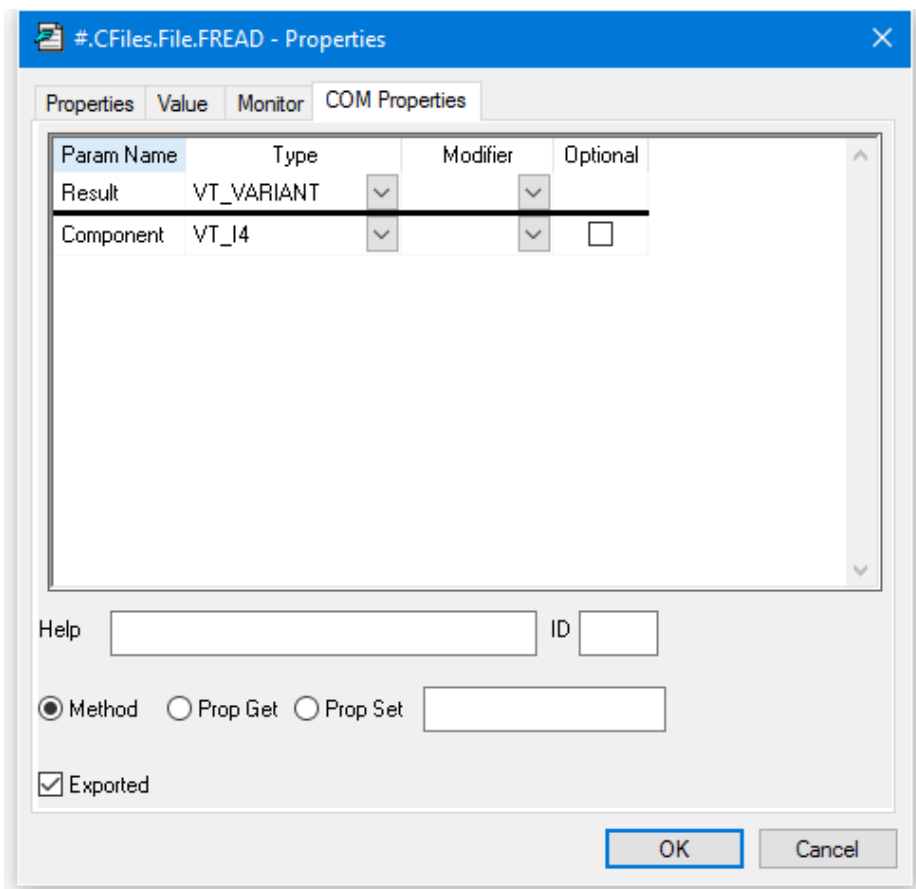 #.CFiles.File.FREAD - Properties
Properties Value Monitor COM Properties
Param Name Type Modifier Optional
Result VT_VARIANT
Component VT_I4
Help ID
Method Prop Get Prop Set
Exported
OK Cancel